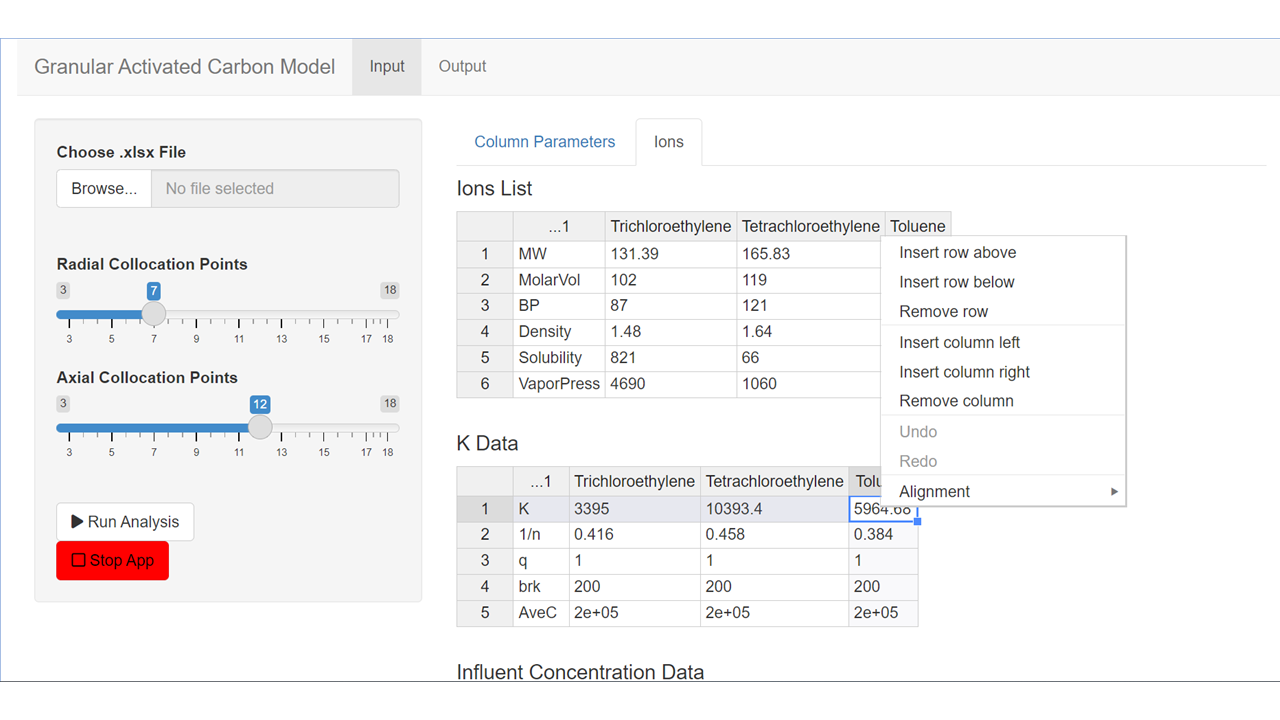 Granular Activated Carbon Model Input Output
Choose .xlsx File
Browse... No file selected
Radial Collocation Points
3 7 18
3 5 7 9 11 13 15 17 18
Axial Collocation Points
3 12 18
3 5 7 9 11 13 15 17 18
Run Analysis
Stop App
Column Parameters Ions
Ions List
...1 Trichloroethylene Tetrachloroethylene Toluene
1 MW 131.39 165.83
2 MolarVol 102 119
3 BP 87 121
4 Density 1.48 1.64
5 Solubility 821 66
6 VaporPress 4690 1060
Insert row above
Insert row below
Remove row
Insert column left
Insert column right
Remove column
Undo
Redo
Alignment
K Data
...1 Trichloroethylene Tetrachloroethylene
1 K 3395 10393.4 5964.68
2 1/n 0.416 0.458 0.384
3 q 1 1 1
4 brk 200 200 200
5 AveC 2e+05 2e+05 2e+05
Influent Concentration Data